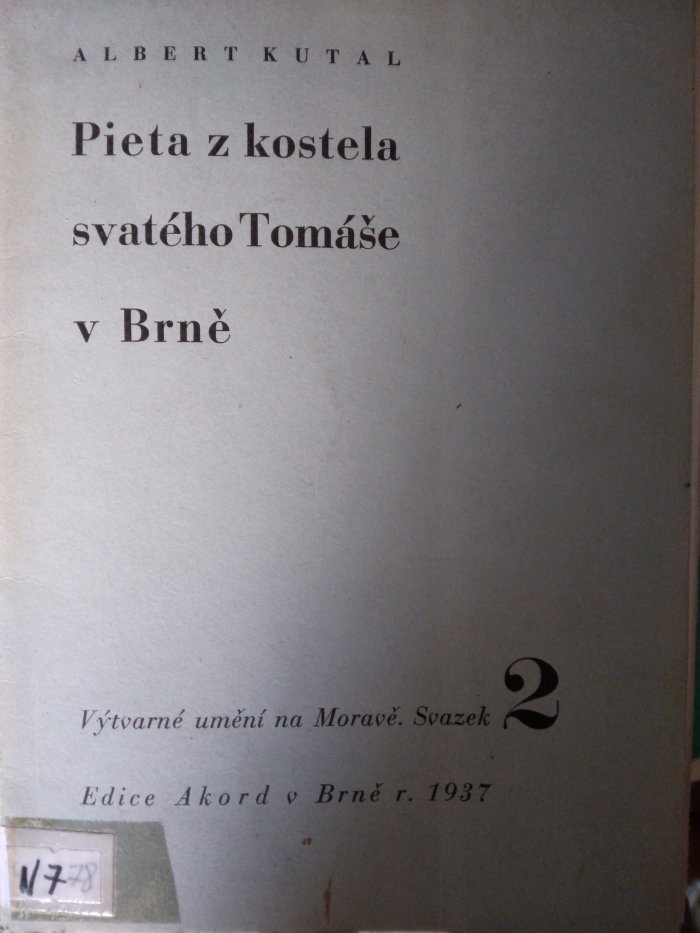 ALBERT KUTAL
Pieta z kostela
svatého Tomáše
v Brně
Výtvarné umění na Moravě. Svazek 2
Edice Akord v Brně r. 1937
N778